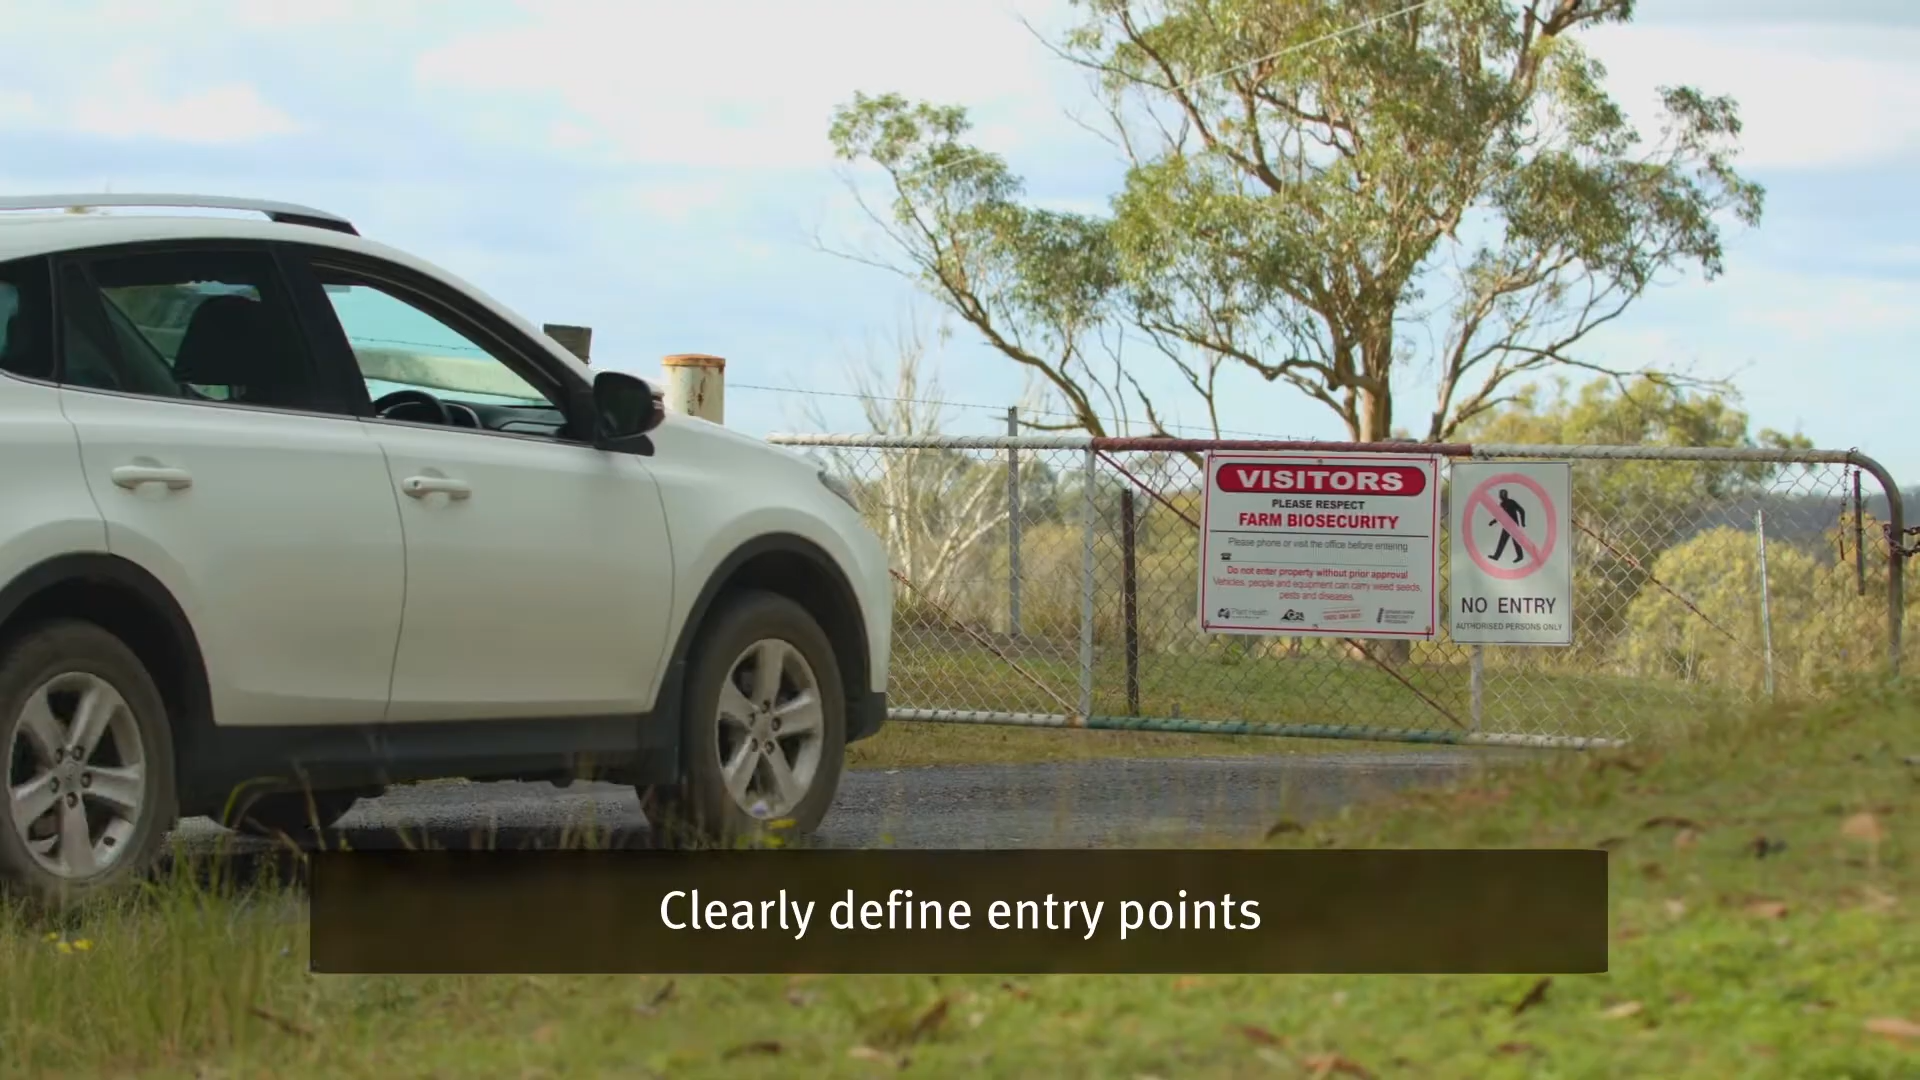 VISITORS
PLEASE RESPECT
FARM BIOSECURITY
Please phone or visit the office before entering
Do not enter property without prior approval
Vehicles, people and equipment can carry weed seeds,
pests and diseases.
Plant Health
NO ENTRY
AUTHORISED PERSONS ONLY
Clearly define entry points